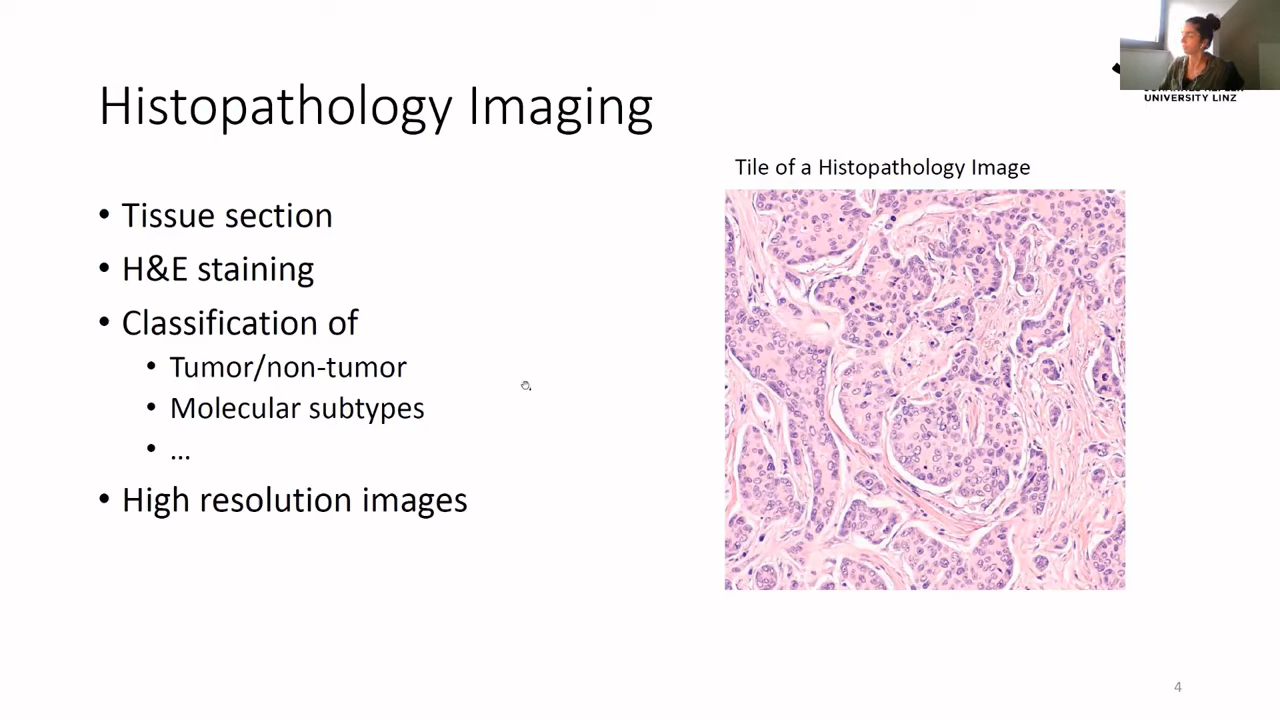 Histopathology Imaging
UNIVERSITY LINZ
Tile of a Histopathology Image
• Tissue section
• H&E staining
• Classification of
• Tumor/non-tumor
• Molecular subtypes
• ...
• High resolution images
4